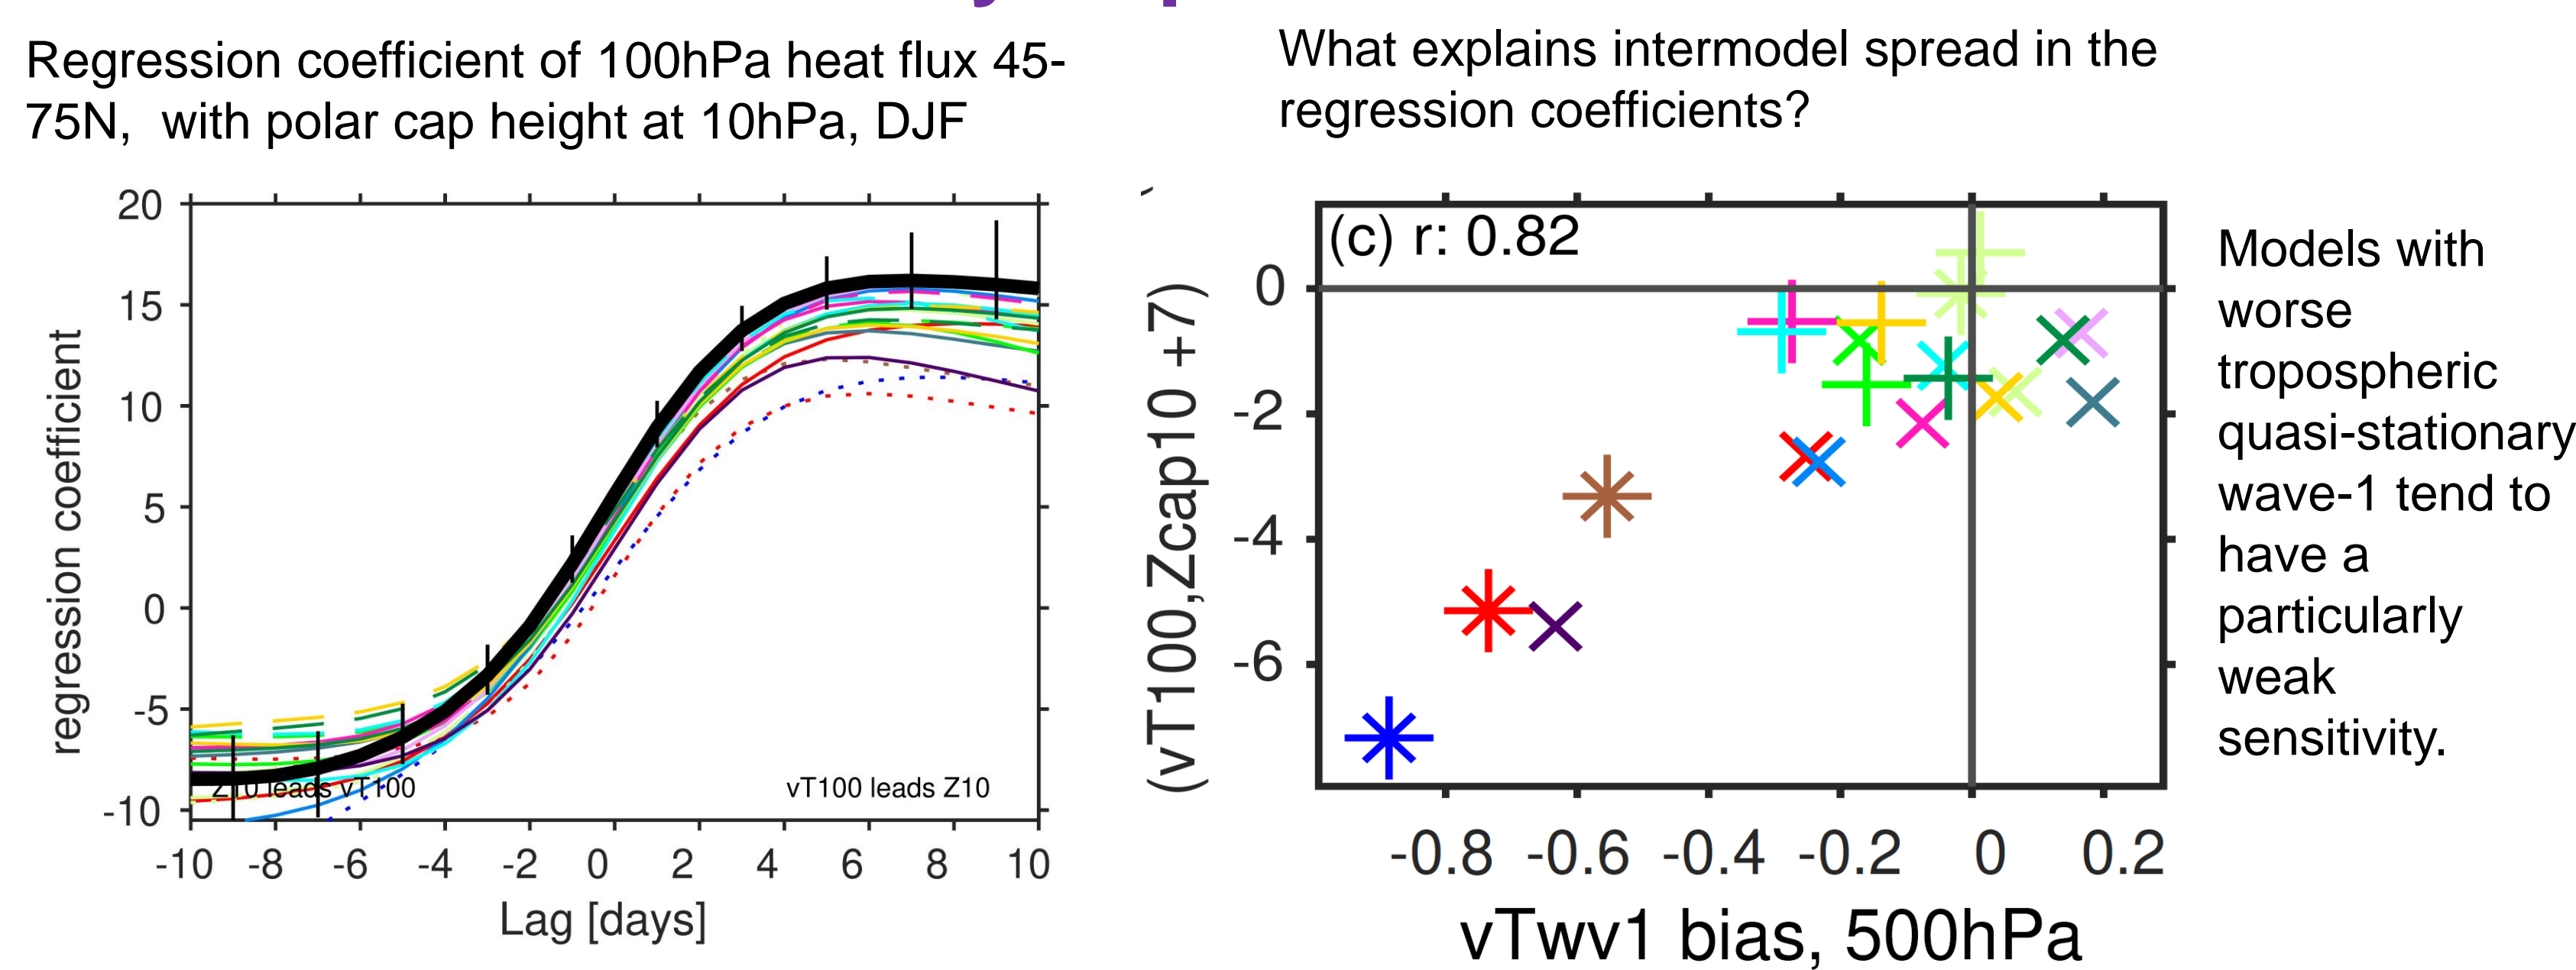 Regression coefficient of 100hPa heat flux 45-
75N,  with polar cap height at 10hPa, DJF
20
15
10
5
0
-5
-10
regression coefficient
Z10 leads vT100
vT100 leads Z10
-10 -8 -6 -4 -2 0 2 4 6 8 10
Lag [days]
What explains intermodel spread in the
regression coefficients?
(c) r: 0.82
0
-2
-4
-6
(vT100,Zcap10 +7)
-0.8 -0.6 -0.4 -0.2 0 0.2
vTwv1 bias, 500hPa
Models with
worse
tropospheric
quasi-stationary
wave-1 tend to
have a
particularly
weak
sensitivity.